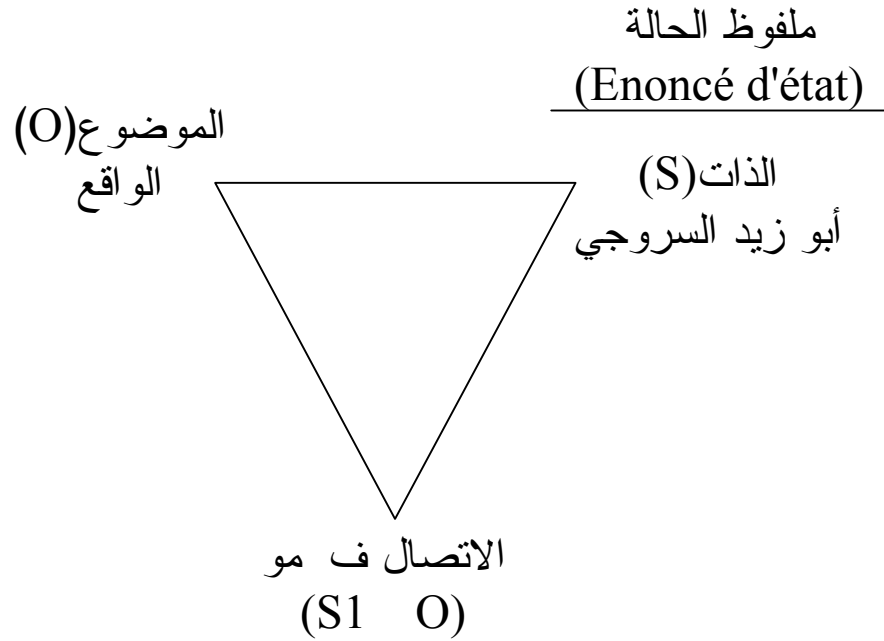 ملفوظ الحالة
(Enoncé d'état)
الذات(S)
أبو زيد السروجي
الموضوع(O)
الواقع
الاتصال ف مو
(S1 O)